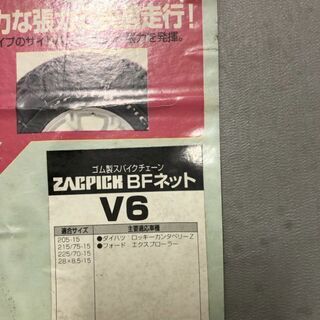 力な張
走行！
イプのサイド
張力を発揮。
ゴム製スパイクチェーン
ZACPICH BFネット
V6
適合サイズ 主要適応車種
205-15 ●ダイハツ ロッキーカンタベリーZ
215/75-15 ●フォード エクスプローラー
225/70-15
28×8.5-15